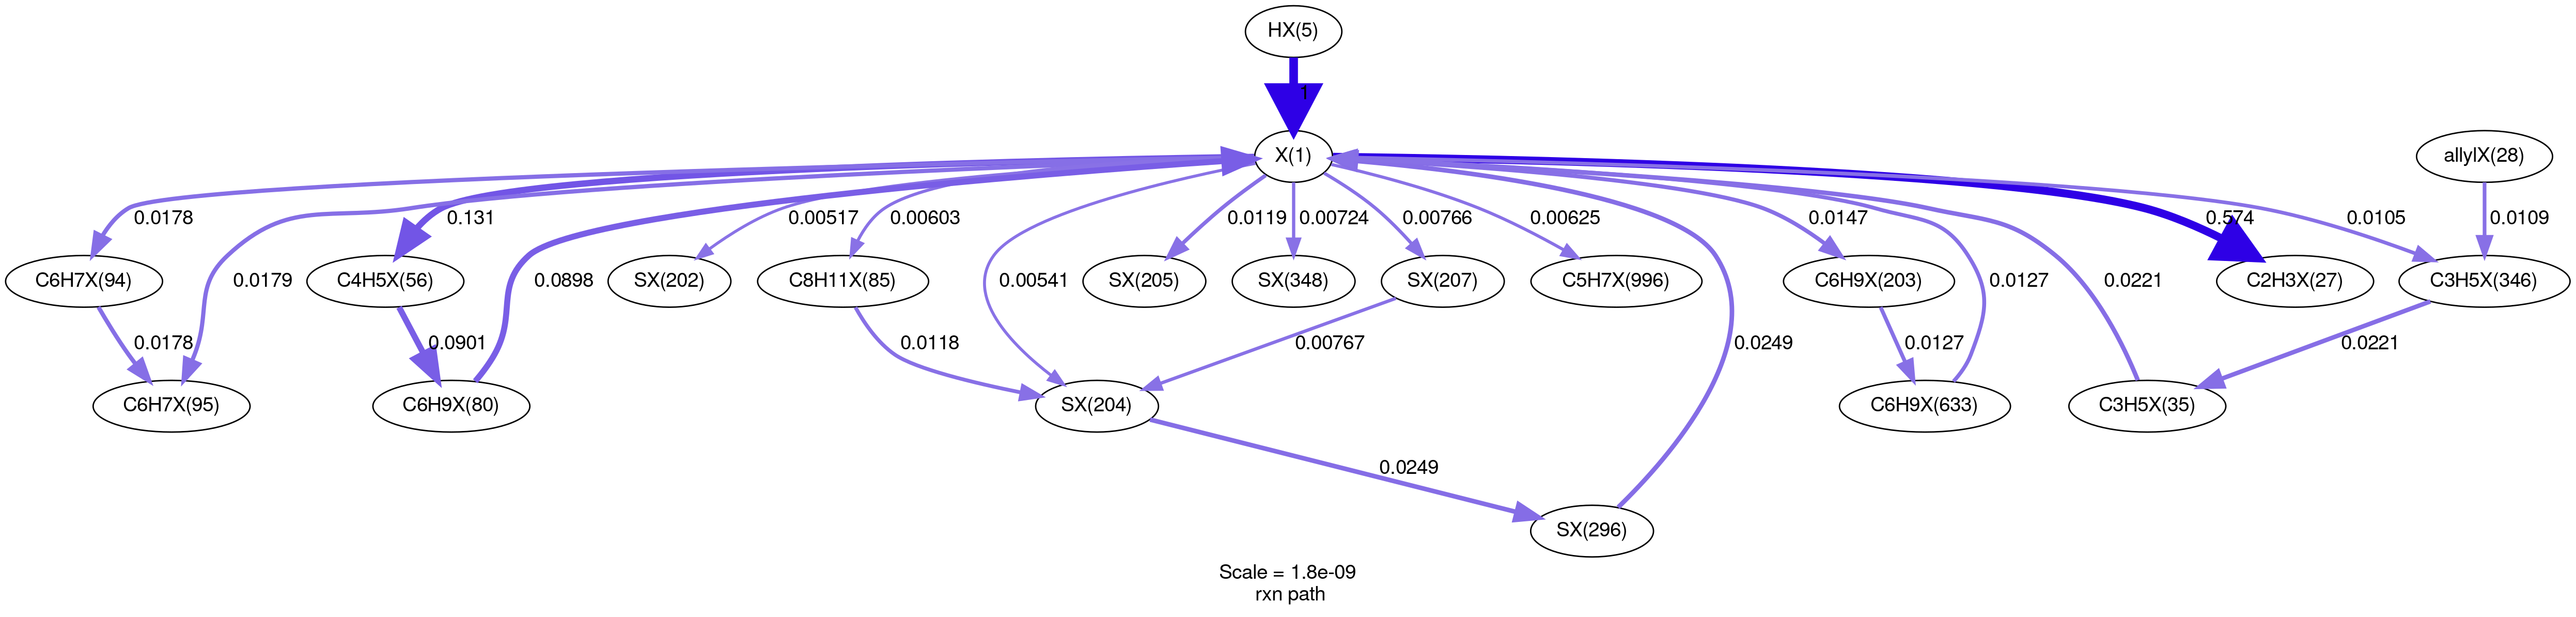 HX(5)
1
X(1)
allylX(28)
0.0178
0.131
0.00517
0.00603
0.0119
0.00724
0.00766
0.00625
0.0147
0.574
0.0105
0.0109
C6H7X(94)
0.0179
C4H5X(56)
0.0898
SX(202)
C8H11X(85)
0.00541
SX(205)
SX(348)
SX(207)
C5H7X(996)
C6H9X(203)
0.0127
0.0221
C2H3X(27)
C3H5X(346)
0.0178
0.0901
0.0118
0.00767
0.0249
0.0127
0.0221
C6H7X(95)
C6H9X(80)
SX(204)
C6H9X(633)
C3H5X(35)
0.0249
SX(296)
Scale = 1.8e-09
rxn path